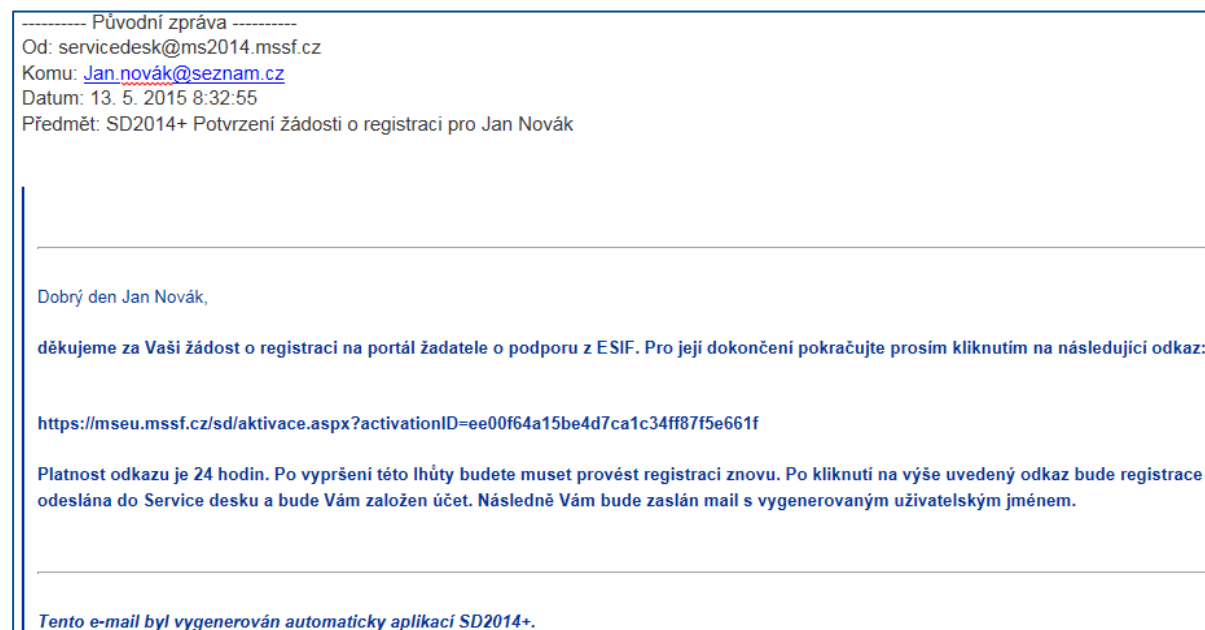 ---------- Původní zpráva ----------
Od: servicedesk@ms2014.mssf.cz
Komu: Jan.novák@seznam.cz
Datum: 13. 5. 2015 8:32:55
Předmět: SD2014+ Potvrzení žádosti o registraci pro Jan Novák
Dobrý den Jan Novák,
děkujeme za Vaši žádost o registraci na portál žadatele o podporu z ESIF. Pro její dokončení pokračujte prosím kliknutím na následující odkaz:
https://mseu.mssf.cz/sd/aktivace.aspx?activationID=ee00f64a15be4d7ca1c34ff87f5e661f
Platnost odkazu je 24 hodin. Po vypršení této lhůty budete muset provést registraci znovu. Po kliknutí na výše uvedený odkaz bude registrace
odeslána do Service desku a bude Vám založen účet. Následně Vám bude zaslán mail s vygenerovaným uživatelským jménem.
Tento e-mail byl vygenerován automaticky aplikací SD2014+.